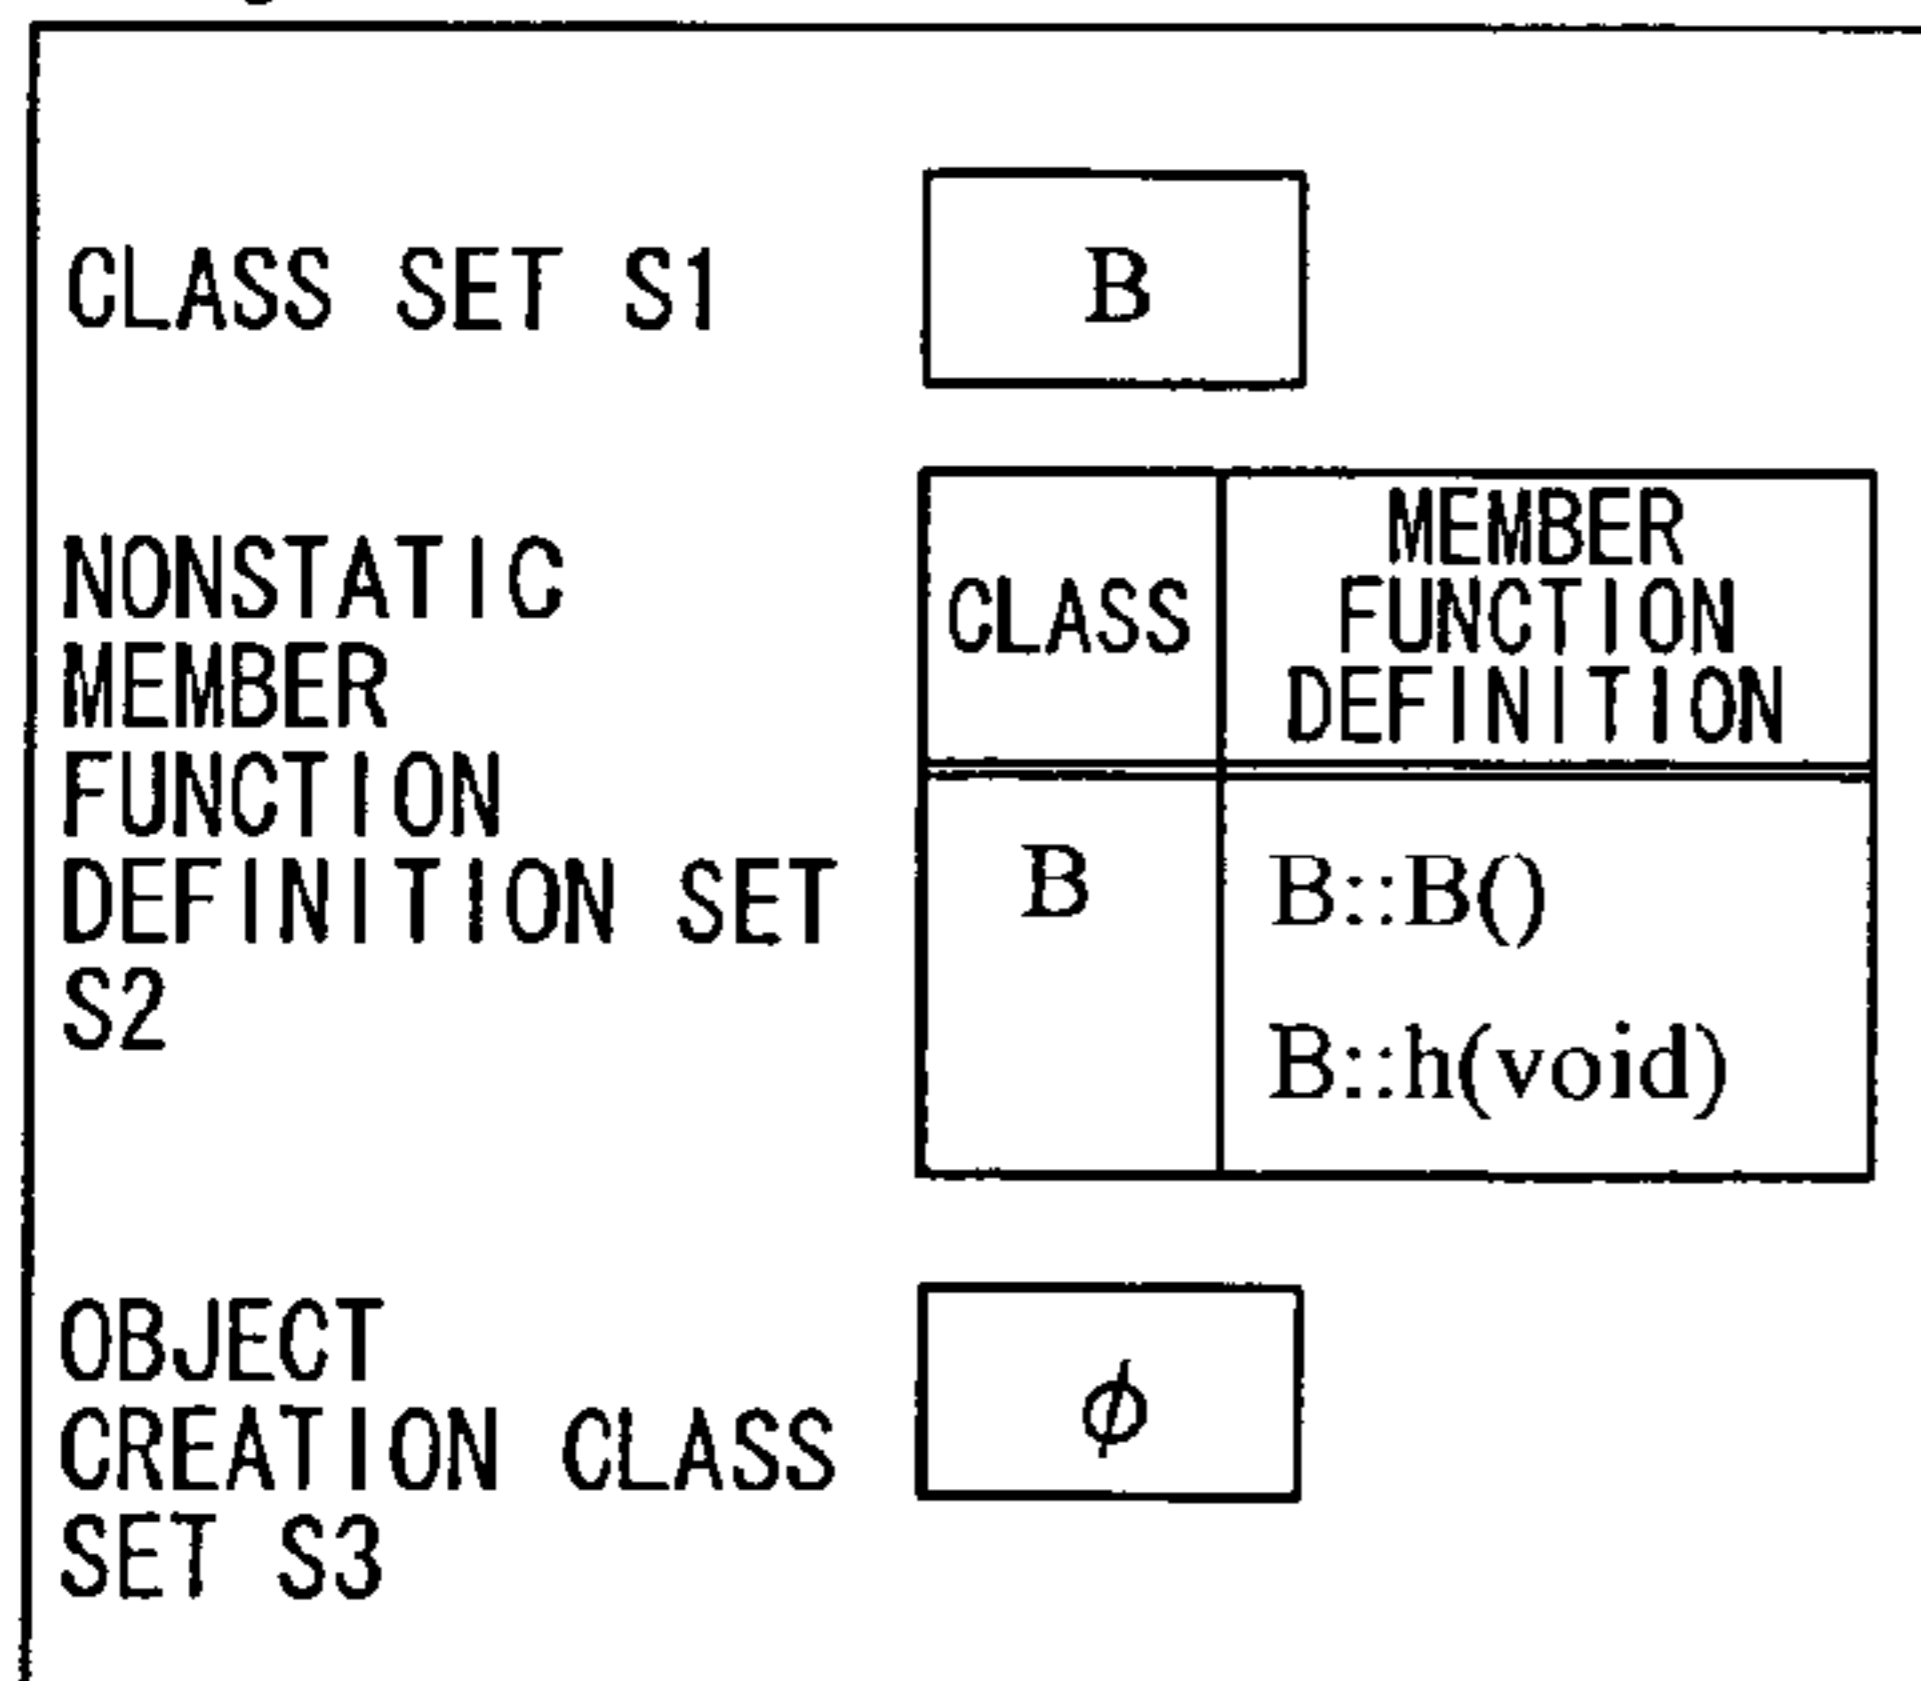 CLASS SET S1
B
NONSTATIC
MEMBER
FUNCTION
DEFINITION SET
S2
CLASS
MEMBER
FUNCTION
DEFINITION
B
B::B()
B::h(void)
OBJECT
CREATION CLASS
SET S3
ϕ